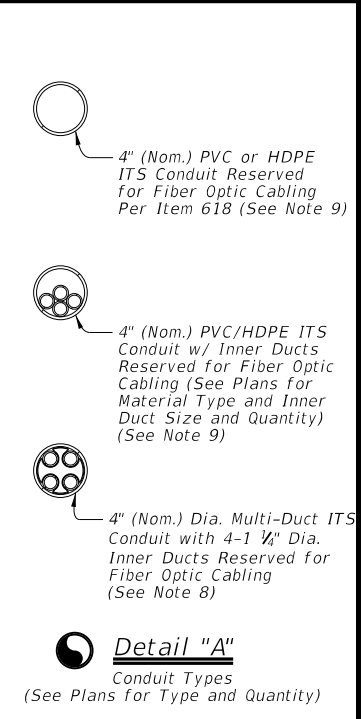 4" (Nom.) PVC or HDPE
ITS Conduit Reserved
for Fiber Optic Cabling
Per Item 618 (See Note 9)
4" (Nom.) PVC/HDPE ITS
Conduit w/ Inner Ducts
Reserved for Fiber Optic
Cabling (See Plans for
Material Type and Inner
Duct Size and Quantity)
(See Note 9)
4" (Nom.) Dia. Multi-Duct ITS
Conduit with 4-1 ¼" Dia.
Inner Ducts Reserved for
Fiber Optic Cabling
(See Note 8)
Detail "A"
Conduit Types
(See Plans for Type and Quantity)